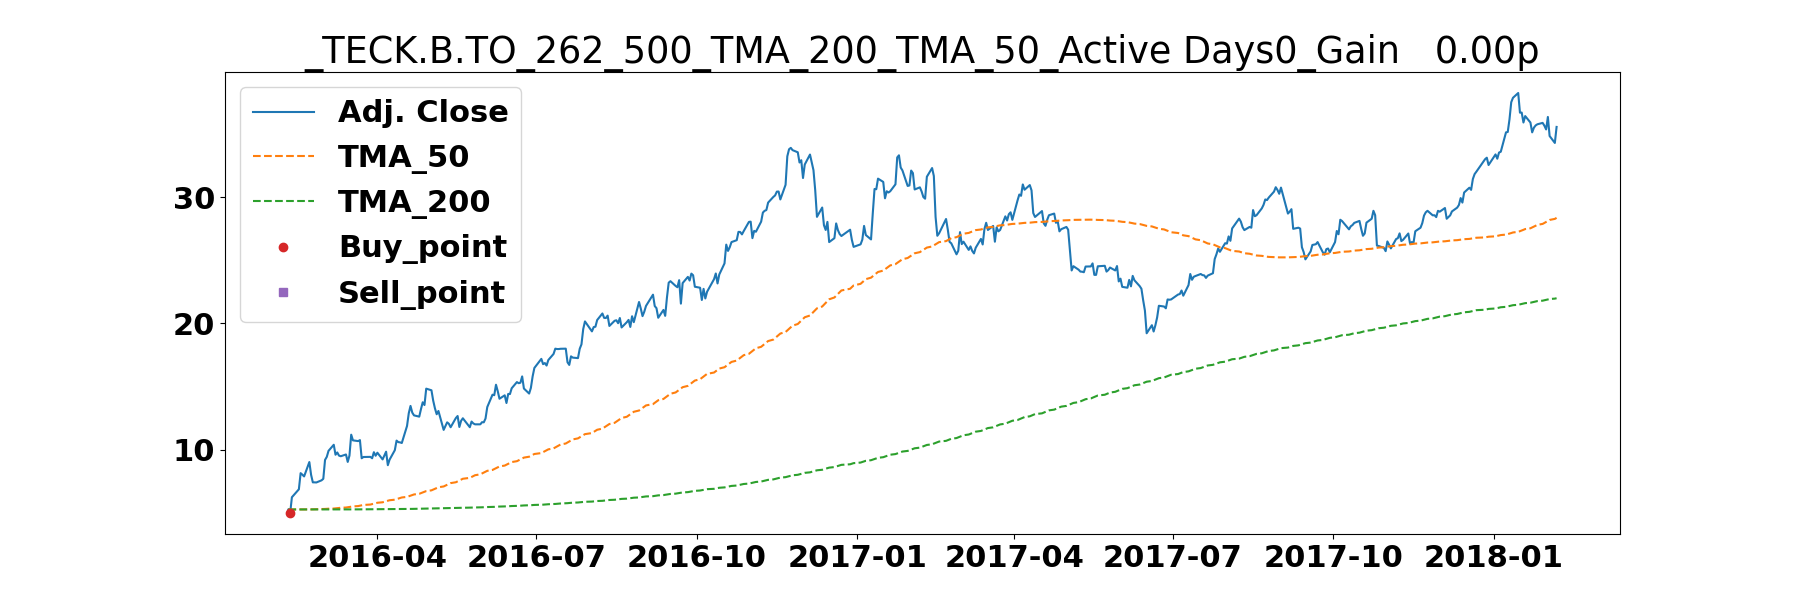 _TECK.B.TO_262_500_TMA_200_TMA_50_Active Days0_Gain   0.00p
Adj. Close
TMA_50
TMA_200
Buy_point
Sell_point
30
20
10
2016-04 2016-07 2016-10 2017-01 2017-04 2017-07 2017-10 2018-01